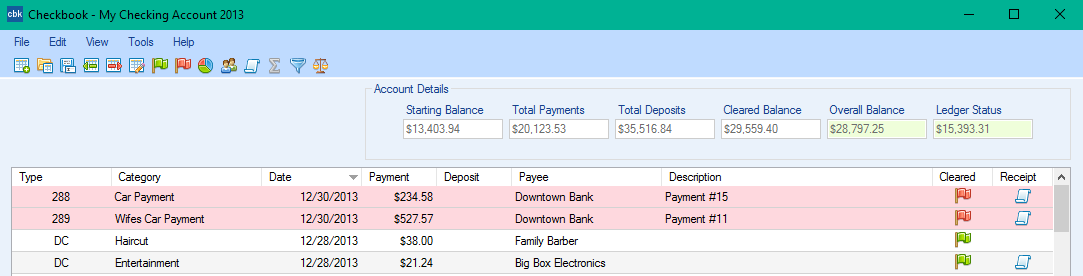 cbk Checkbook - My Checking Account 2013
File Edit View Tools Help
Account Details
Starting Balance Total Payments Total Deposits Cleared Balance Overall Balance Ledger Status
$13,403.94 $20,123.53 $35,516.84 $29,559.40 $28,797.25 $15,393.31
Type Category Date Payment Deposit Payee Description Cleared Receipt
288 Car Payment 12/30/2013 $234.58 Downtown Bank Payment #15
289 Wifes Car Payment 12/30/2013 $527.57 Downtown Bank Payment #11
DC Haircut 12/28/2013 $38.00 Family Barber
DC Entertainment 12/28/2013 $21.24 Big Box Electronics